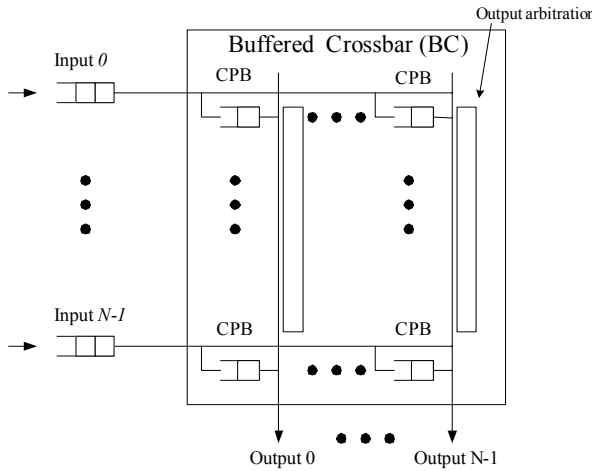 Output arbitration
Buffered Crossbar (BC)
Input 0
CPB
CPB
Input N-1
CPB
CPB
Output 0
Output N-1